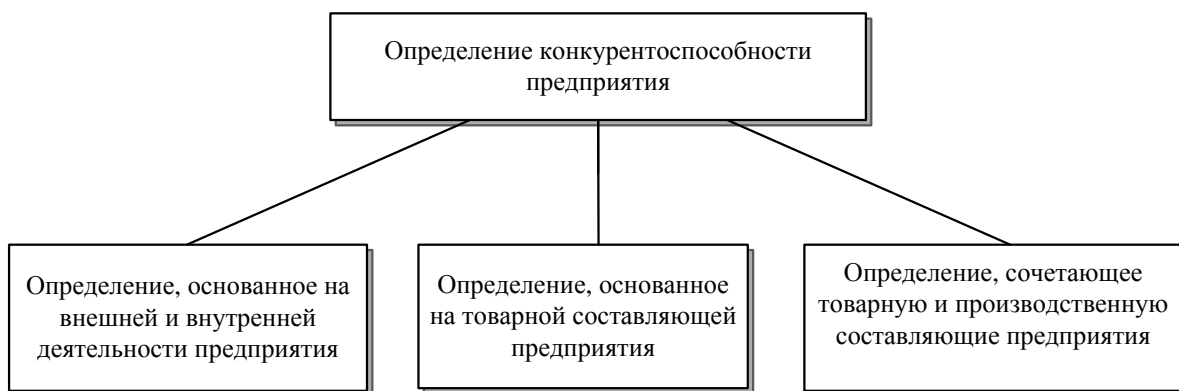 Определение конкурентоспособности
предприятия
Определение, основанное на
внешней и внутренней
деятельности предприятия
Определение, основанное
на товарной составляющей
предприятия
Определение, сочетающее
товарную и производственную
составляющие предприятия